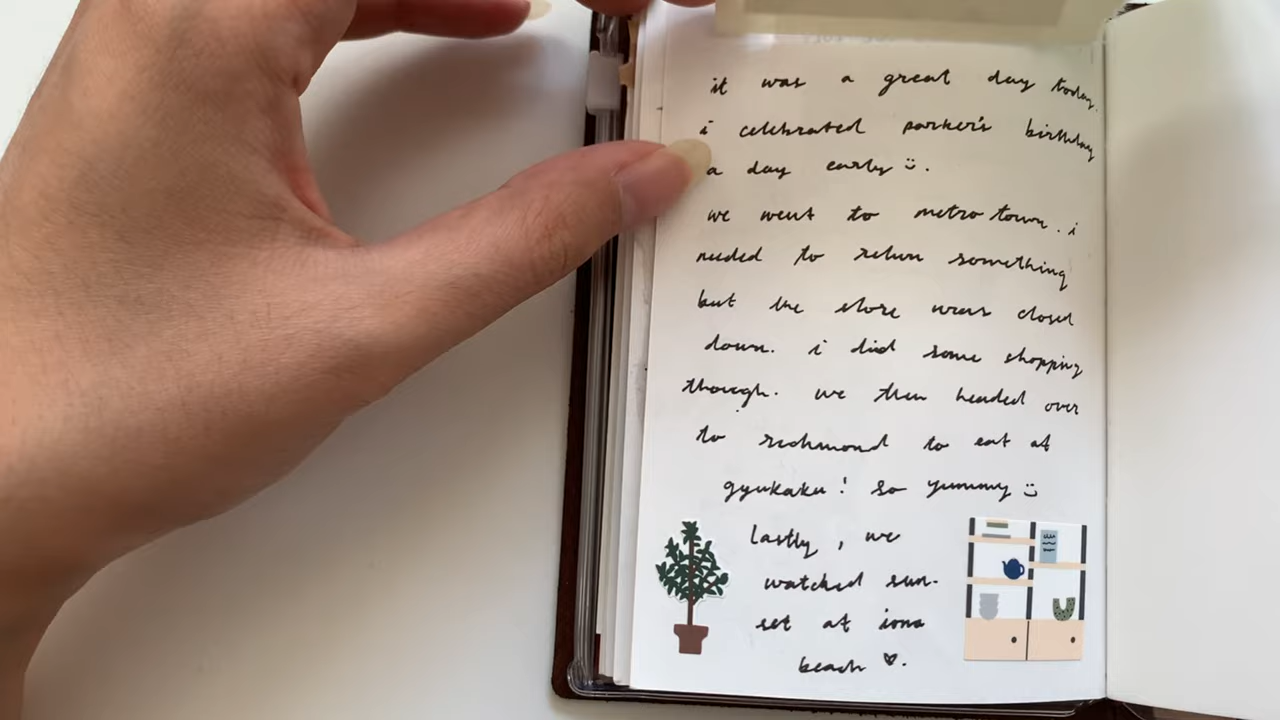 it was a great day today.
i celebrated parker's birthday
a day early :).
we went to metrotown. i
needed to return something
but the store was closed
down. i did some shopping
though. we then headed over
to richmond to eat at
gyukaku! so yummy :)
lastly, we
watched sun-
set at iona
beach ♡.